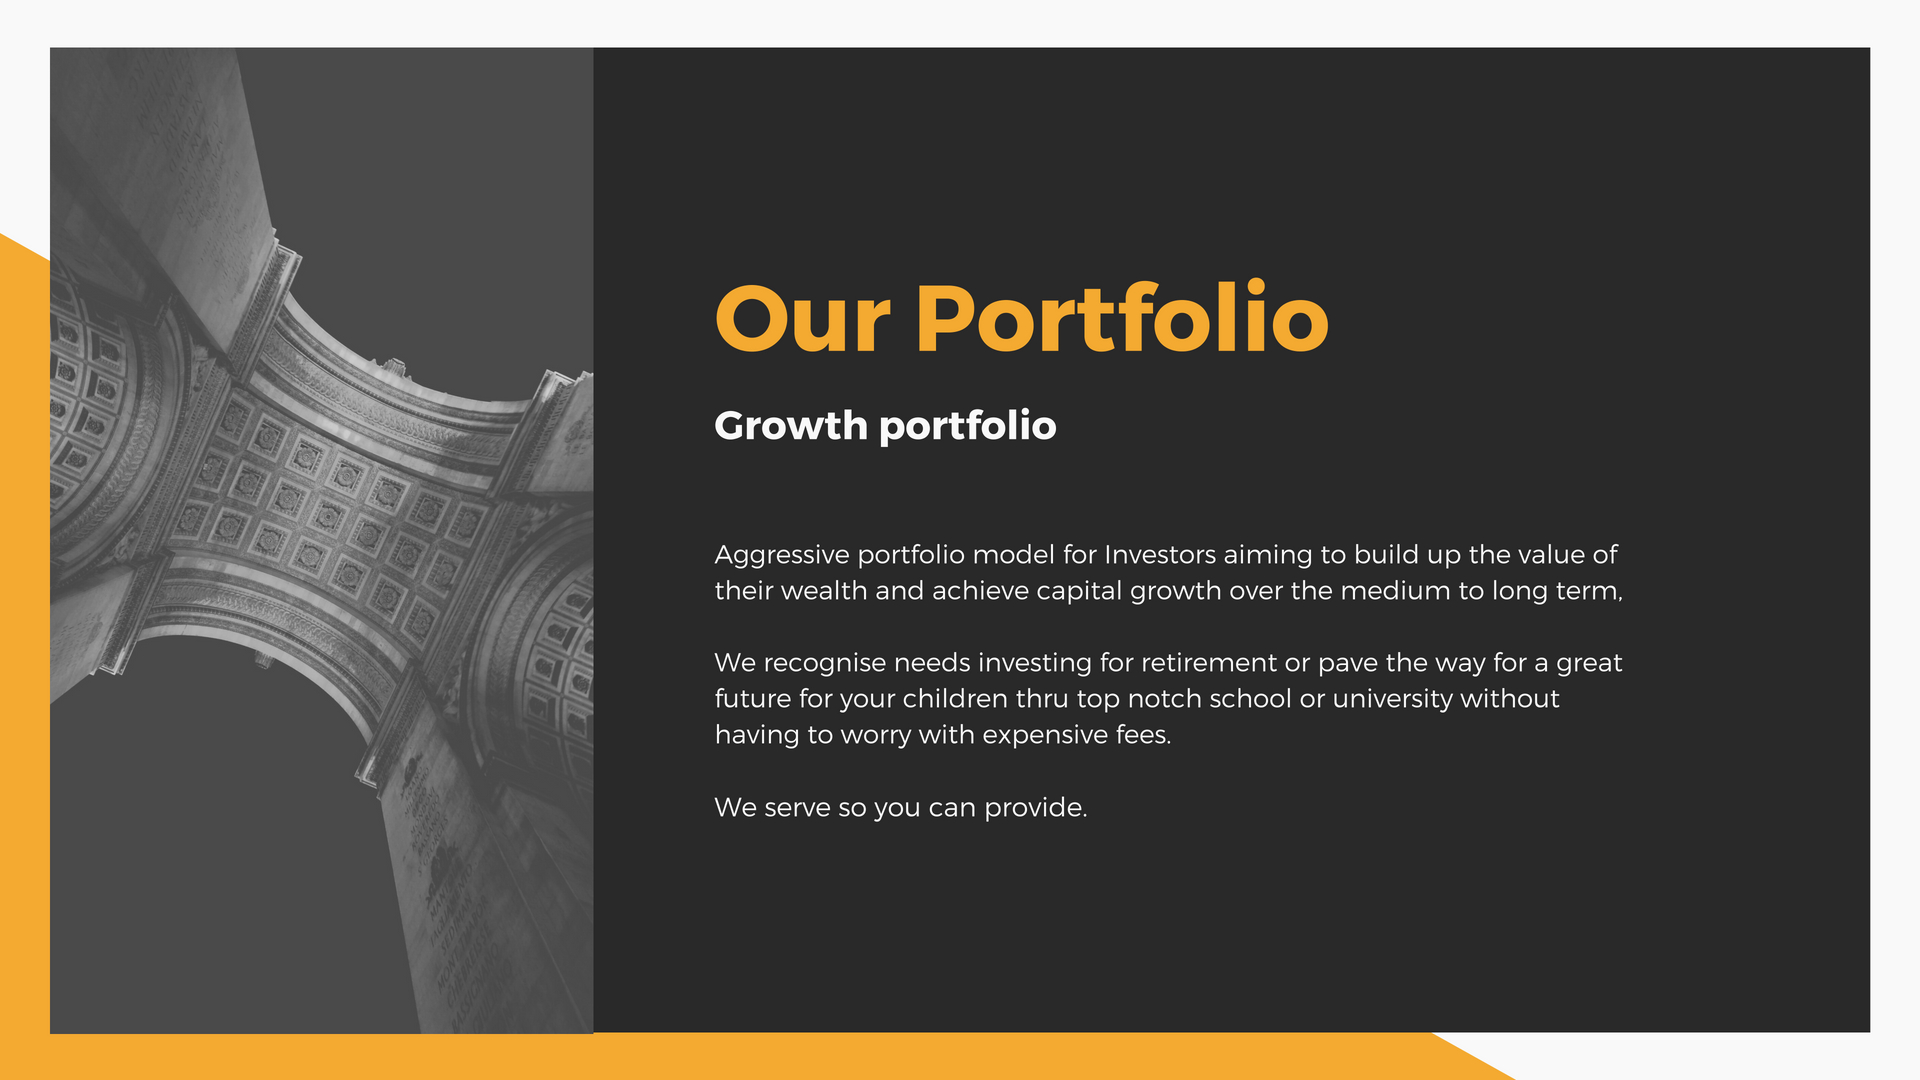 Our Portfolio
Growth portfolio
Aggressive portfolio model for Investors aiming to build up the value of
their wealth and achieve capital growth over the medium to long term,
We recognise needs investing for retirement or pave the way for a great
future for your children thru top notch school or university without
having to worry with expensive fees.
We serve so you can provide.